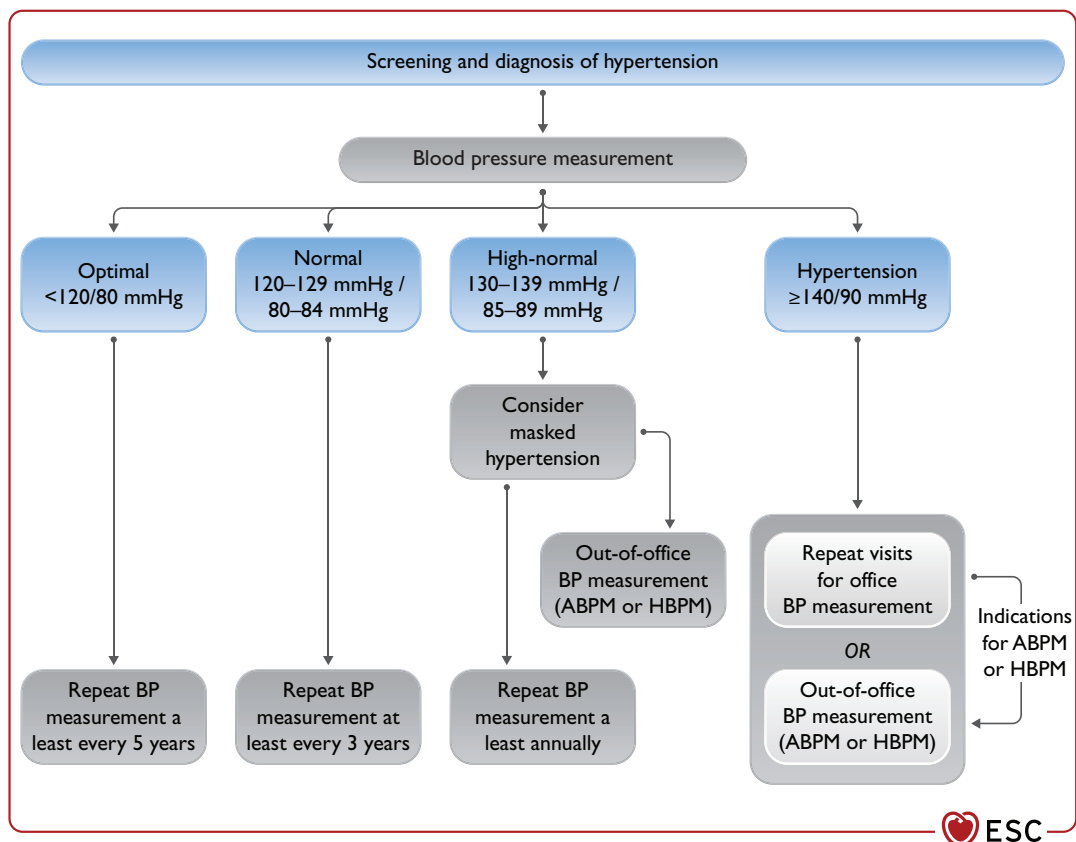 Screening and diagnosis of hypertension
Blood pressure measurement
Optimal
<120/80 mmHg
Normal
120–129 mmHg /
80–84 mmHg
High-normal
130–139 mmHg /
85–89 mmHg
Hypertension
≥140/90 mmHg
Consider
masked
hypertension
Out-of-office
BP measurement
(ABPM or HBPM)
Repeat visits
for office
BP measurement
Indications
for ABPM
or HBPM
OR
Out-of-office
BP measurement
(ABPM or HBPM)
Repeat BP
measurement a
least every 5 years
Repeat BP
measurement at
least every 3 years
Repeat BP
measurement a
least annually
ESC